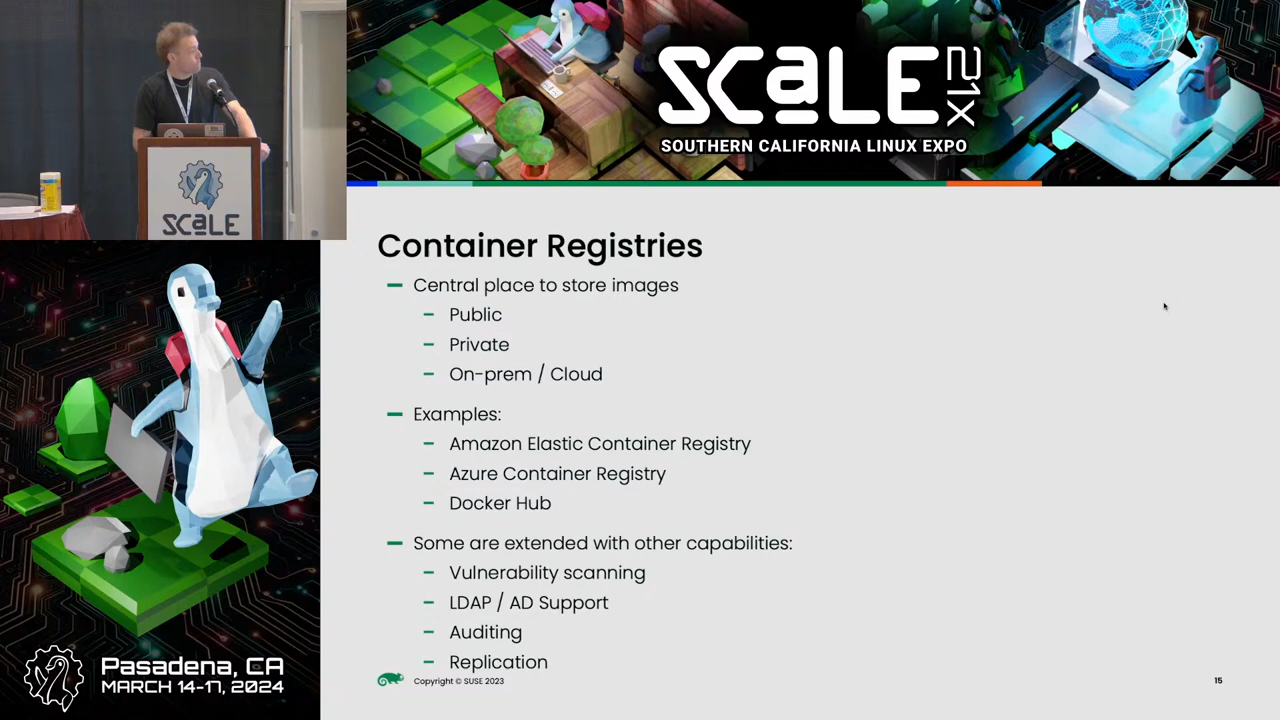 SCaLE 21X
SOUTHERN CALIFORNIA LINUX EXPO
SCaLE
Container Registries
Central place to store images
Public
Private
On-prem / Cloud
Examples:
Amazon Elastic Container Registry
Azure Container Registry
Docker Hub
Some are extended with other capabilities:
Vulnerability scanning
LDAP / AD Support
Auditing
Replication
Copyright © SUSE 2023
15
Pasadena, CA
MARCH 14-17, 2024